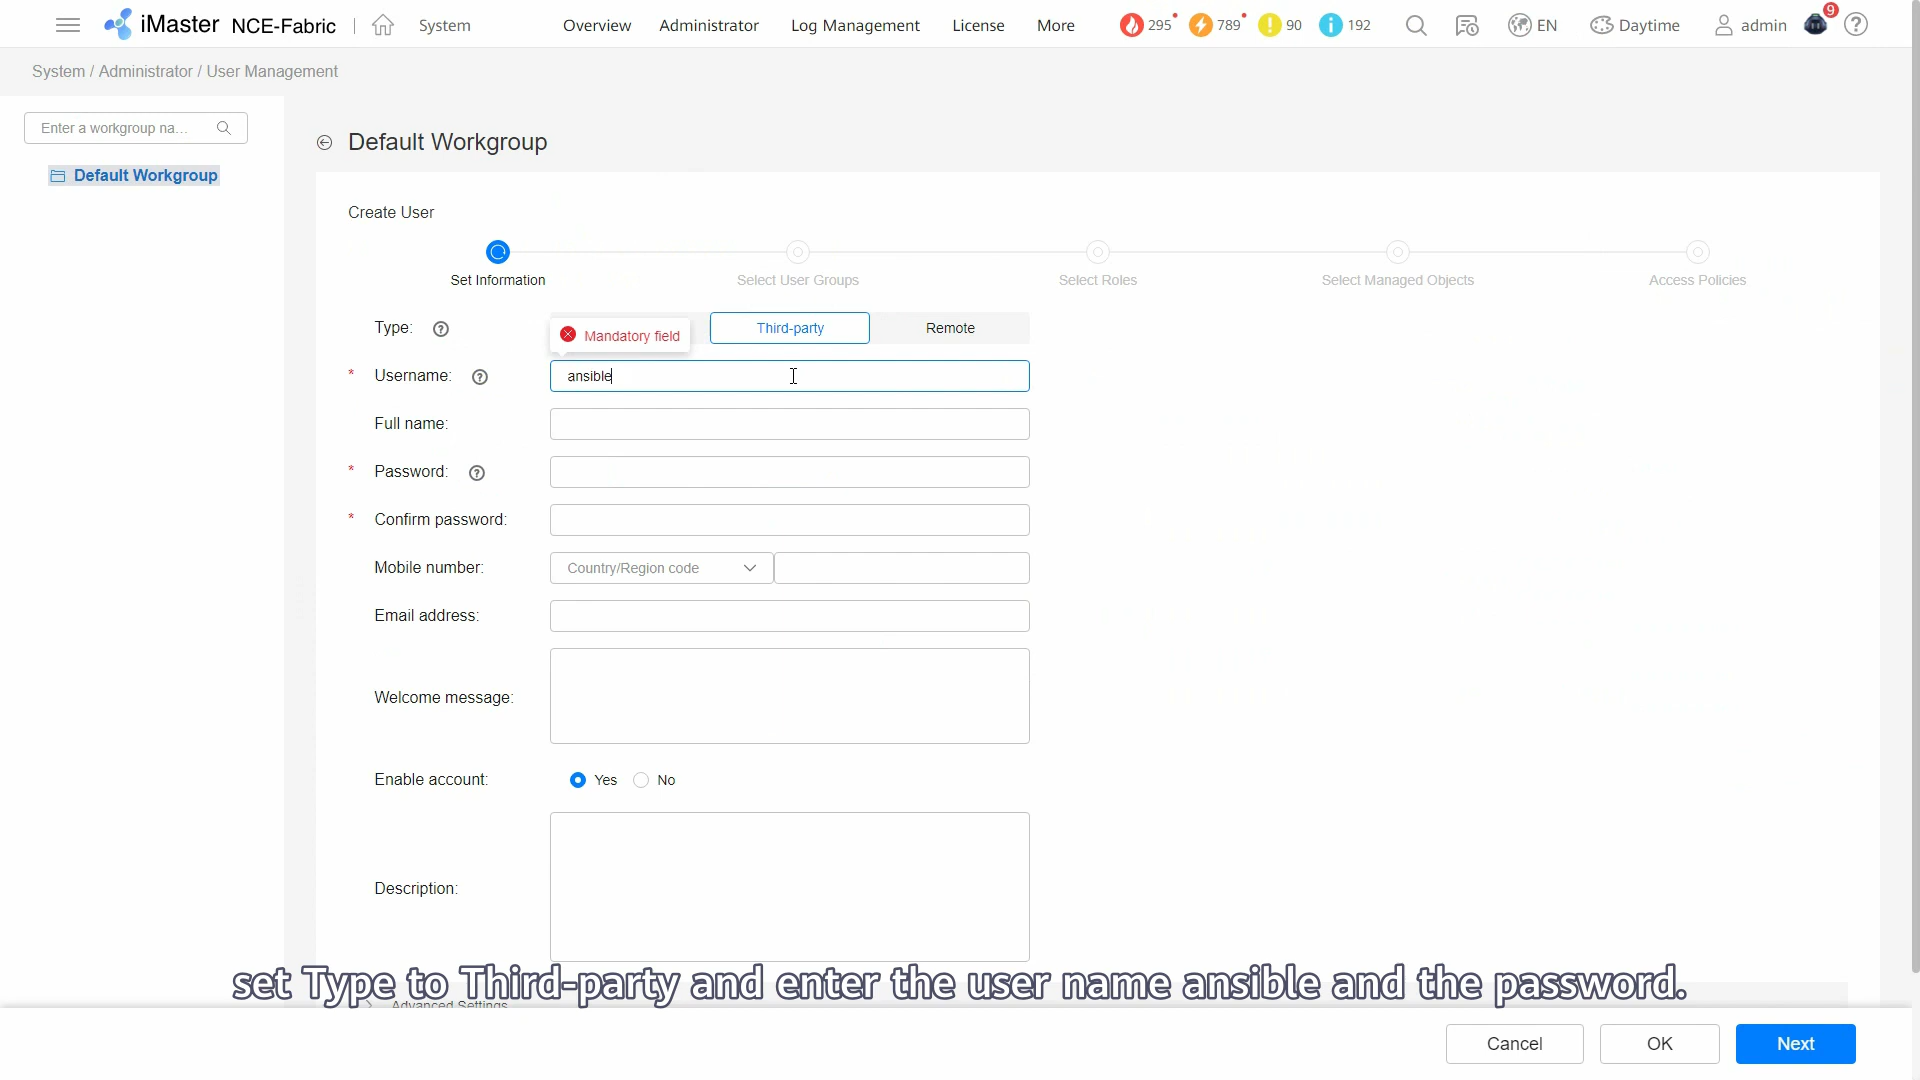 iMaster NCE-Fabric | System Overview Administrator Log Management License More 295 789 90 192 EN Daytime admin 9
System / Administrator / User Management
Enter a workgroup na...
Default Workgroup
Default Workgroup
Create User
Set Information Select User Groups Select Roles Select Managed Objects Access Policies
Type: Third-party Remote
Mandatory field
* Username: ansible
Full name:
* Password:
* Confirm password:
Mobile number: Country/Region code
Email address:
Welcome message:
Enable account: Yes No
Description:
set Type to Third-party and enter the user name ansible and the password.
Advanced Settings
Cancel OK Next